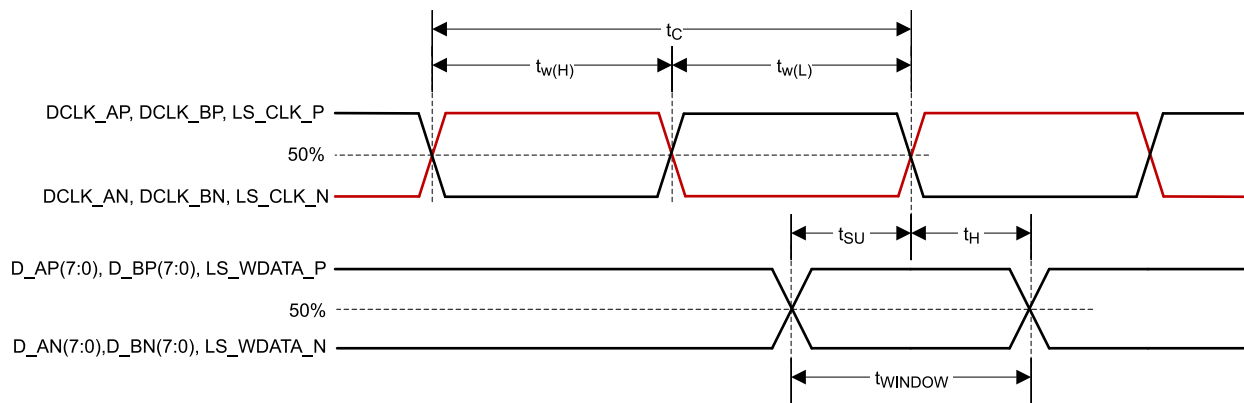 tC
tw(H) tw(L)
DCLK_AP, DCLK_BP, LS_CLK_P
50%
DCLK_AN, DCLK_BN, LS_CLK_N
tSU tH
D_AP(7:0), D_BP(7:0), LS_WDATA_P
50%
D_AN(7:0),D_BN(7:0), LS_WDATA_N
tWINDOW